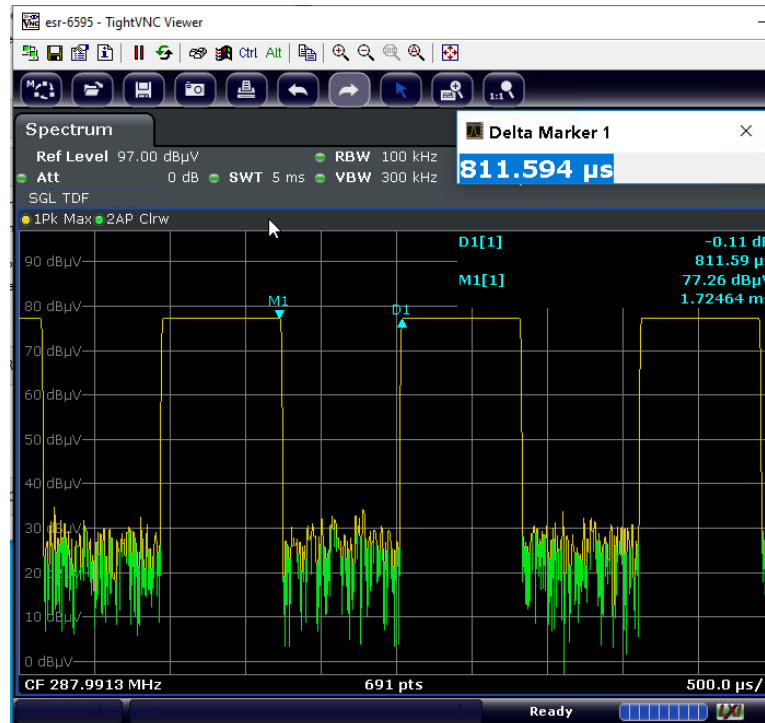 esr-6595 - TightVNC Viewer
Ctrl Alt
1:1
Spectrum
Delta Marker 1
Ref Level 97.00 dBµV RBW 100 kHz
811.594 µs
Att 0 dB SWT 5 ms VBW 300 kHz
SGL TDF
1Pk Max 2AP Clrw
D1[1] -0.11 dB
90 dBµV
811.59 µ
M1[1] 77.26 dBµV
80 dBµV
M1
D1
1.72464 m
70 dBµV
60 dBµV
50 dBµV
40 dBµV
30 dBµV
20
10 dBµV
0 dBµV
CF 287.9913 MHz 691 pts 500.0 µs/
Ready LXI